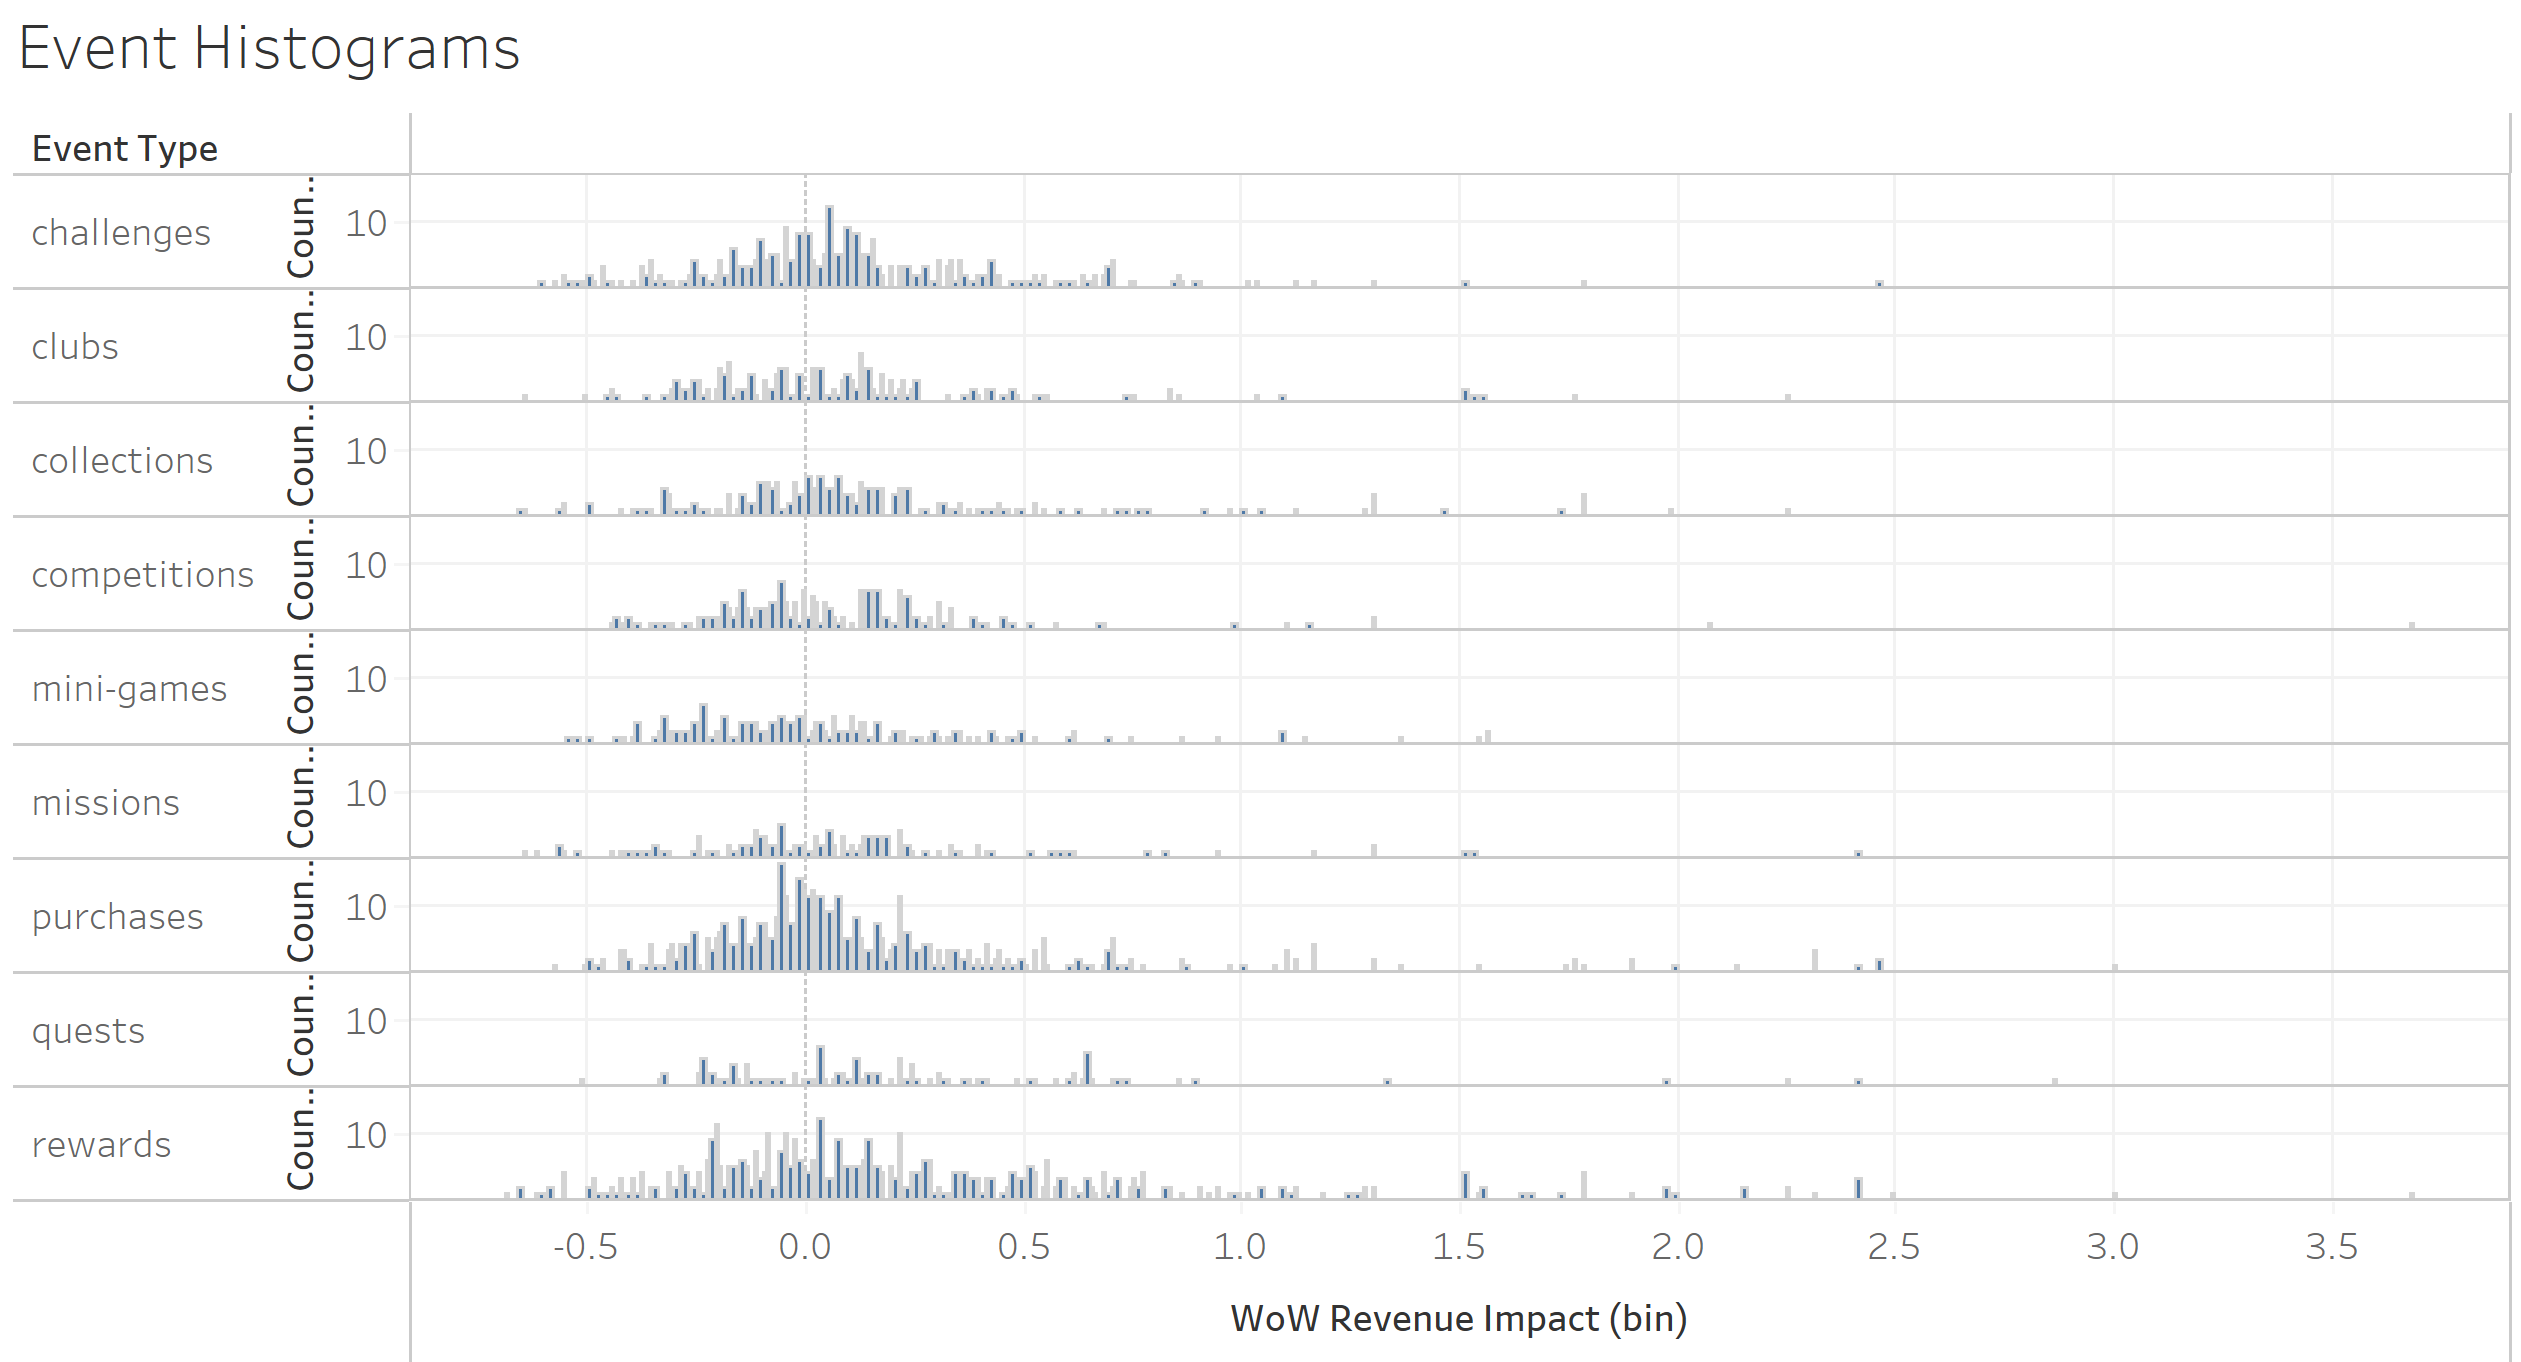 Event Histograms
Event Type
challenges Coun.. 10
clubs Coun.. 10
collections Coun.. 10
competitions Coun.. 10
mini-games Coun.. 10
missions Coun.. 10
purchases Coun.. 10
quests Coun.. 10
rewards Coun.. 10
-0.5 0.0 0.5 1.0 1.5 2.0 2.5 3.0 3.5
WoW Revenue Impact (bin)